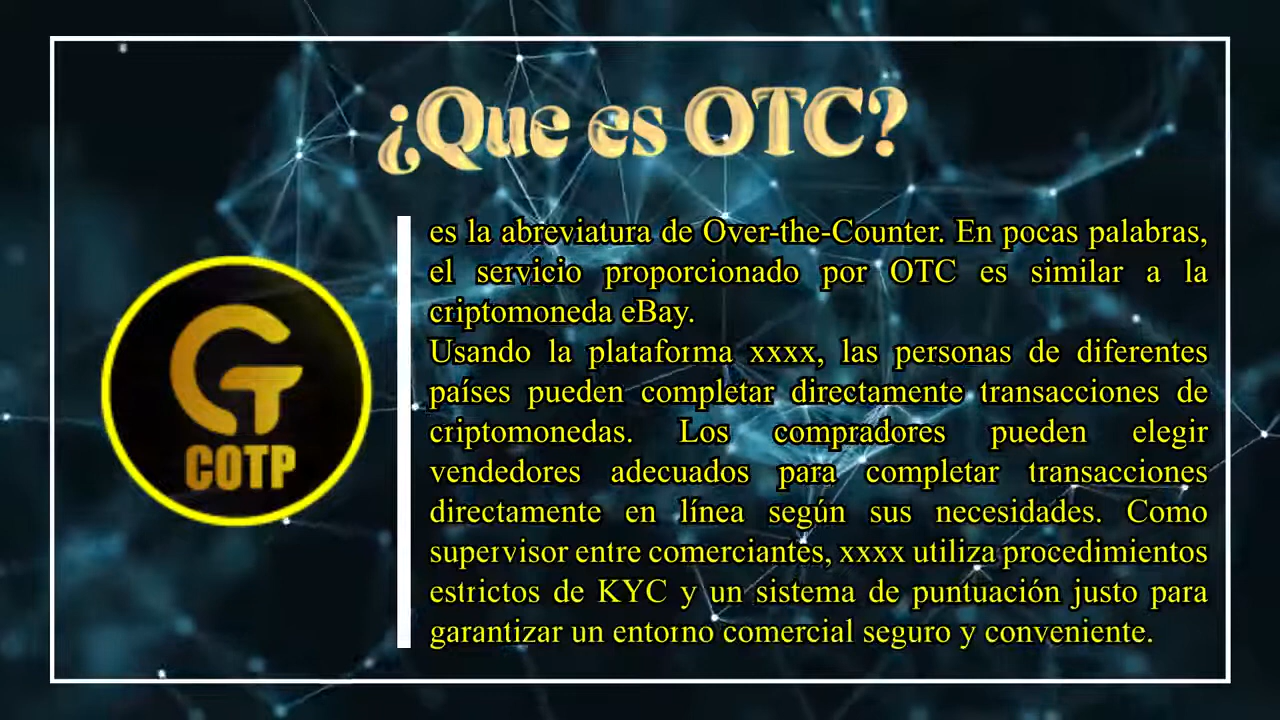 ¿Que es OTC?
es la abreviatura de Over-the-Counter. En pocas palabras,
el servicio proporcionado por OTC es similar a la
criptomoneda eBay.
Usando la plataforma xxxx, las personas de diferentes
países pueden completar directamente transacciones de
criptomonedas. Los compradores pueden elegir
vendedores adecuados para completar transacciones
directamente en línea según sus necesidades. Como
supervisor entre comerciantes, xxxx utiliza procedimientos
estrictos de KYC y un sistema de puntuación justo para
garantizar un entorno comercial seguro y conveniente.
COTP